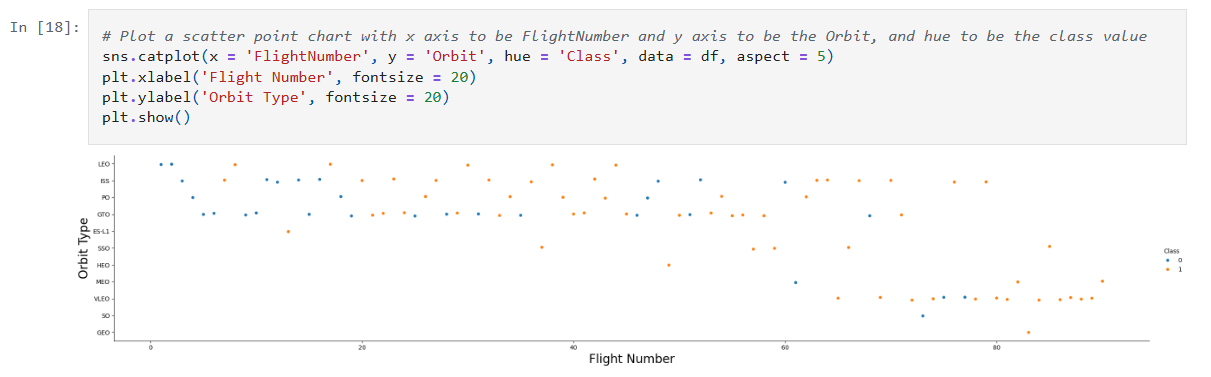 In [18]:
# Plot a scatter point chart with x axis to be FlightNumber and y axis to be the Orbit, and hue to be the class value
sns.catplot(x = 'FlightNumber', y = 'Orbit', hue = 'Class', data = df, aspect = 5)
plt.xlabel('Flight Number', fontsize = 20)
plt.ylabel('Orbit Type', fontsize = 20)
plt.show()
Orbit Type
LEO
ISS
PO
GTO
ES-L1
SSO
HEO
MEO
VLEO
SO
GEO
0 20 40 60 80
Flight Number
Class
0
1